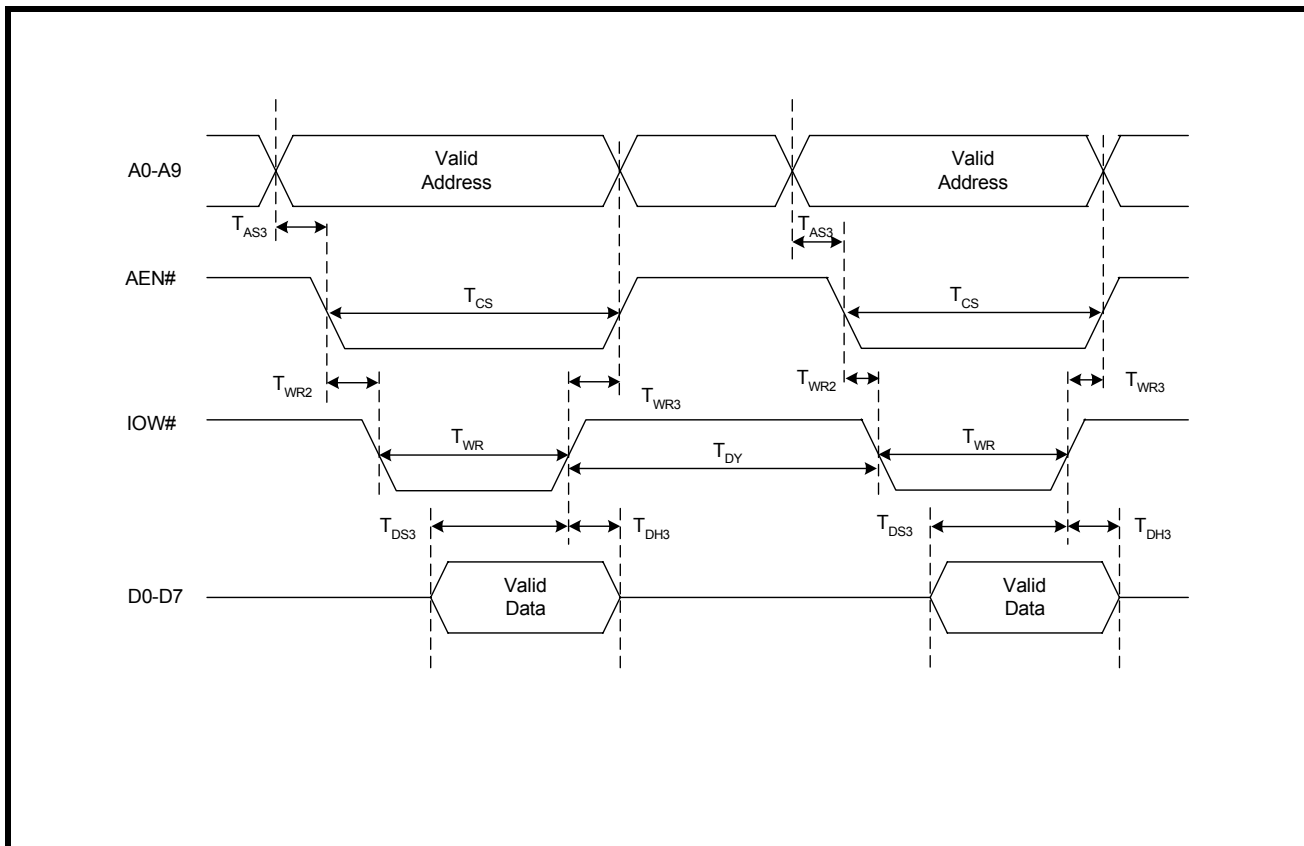 A0-A9
Valid
Address
Valid
Address
TAS3
TAS3
AEN#
TCS
TCS
TWR2
TWR3
TWR2
TWR3
IOW#
TWR
TDY
TWR
TDS3
TDH3
TDS3
TDH3
D0-D7
Valid
Data
Valid
Data